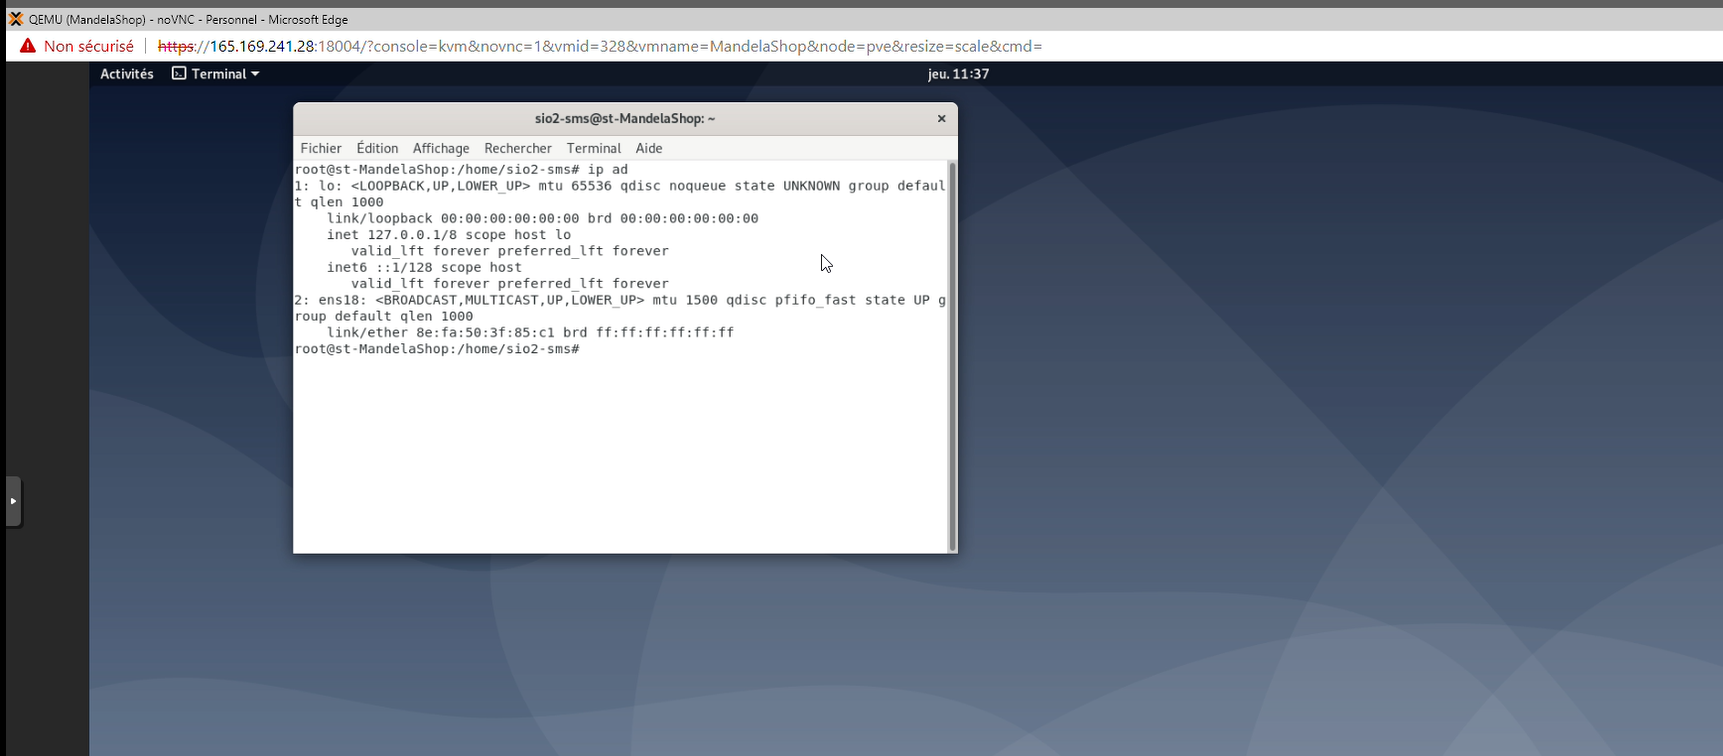 QEMU (MandelaShop) - noVNC - Personnel - Microsoft Edge
Non sécurisé https://165.169.241.28:18004/?console=kvm&novnc=1&vmid=328&vmname=MandelaShop&node=pve&resize=scale&cmd=
Activités Terminal jeu. 11:37
sio2-sms@st-MandelaShop: ~ ×
Fichier Édition Affichage Rechercher Terminal Aide
root@st-MandelaShop:/home/sio2-sms# ip ad
1: lo: <LOOPBACK,UP,LOWER_UP> mtu 65536 qdisc noqueue state UNKNOWN group defaul
t qlen 1000
    link/loopback 00:00:00:00:00:00 brd 00:00:00:00:00:00
    inet 127.0.0.1/8 scope host lo
       valid_lft forever preferred_lft forever
    inet6 ::1/128 scope host
       valid_lft forever preferred_lft forever
2: ens18: <BROADCAST,MULTICAST,UP,LOWER_UP> mtu 1500 qdisc pfifo_fast state UP g
roup default qlen 1000
    link/ether 8e:fa:50:3f:85:c1 brd ff:ff:ff:ff:ff:ff
root@st-MandelaShop:/home/sio2-sms#